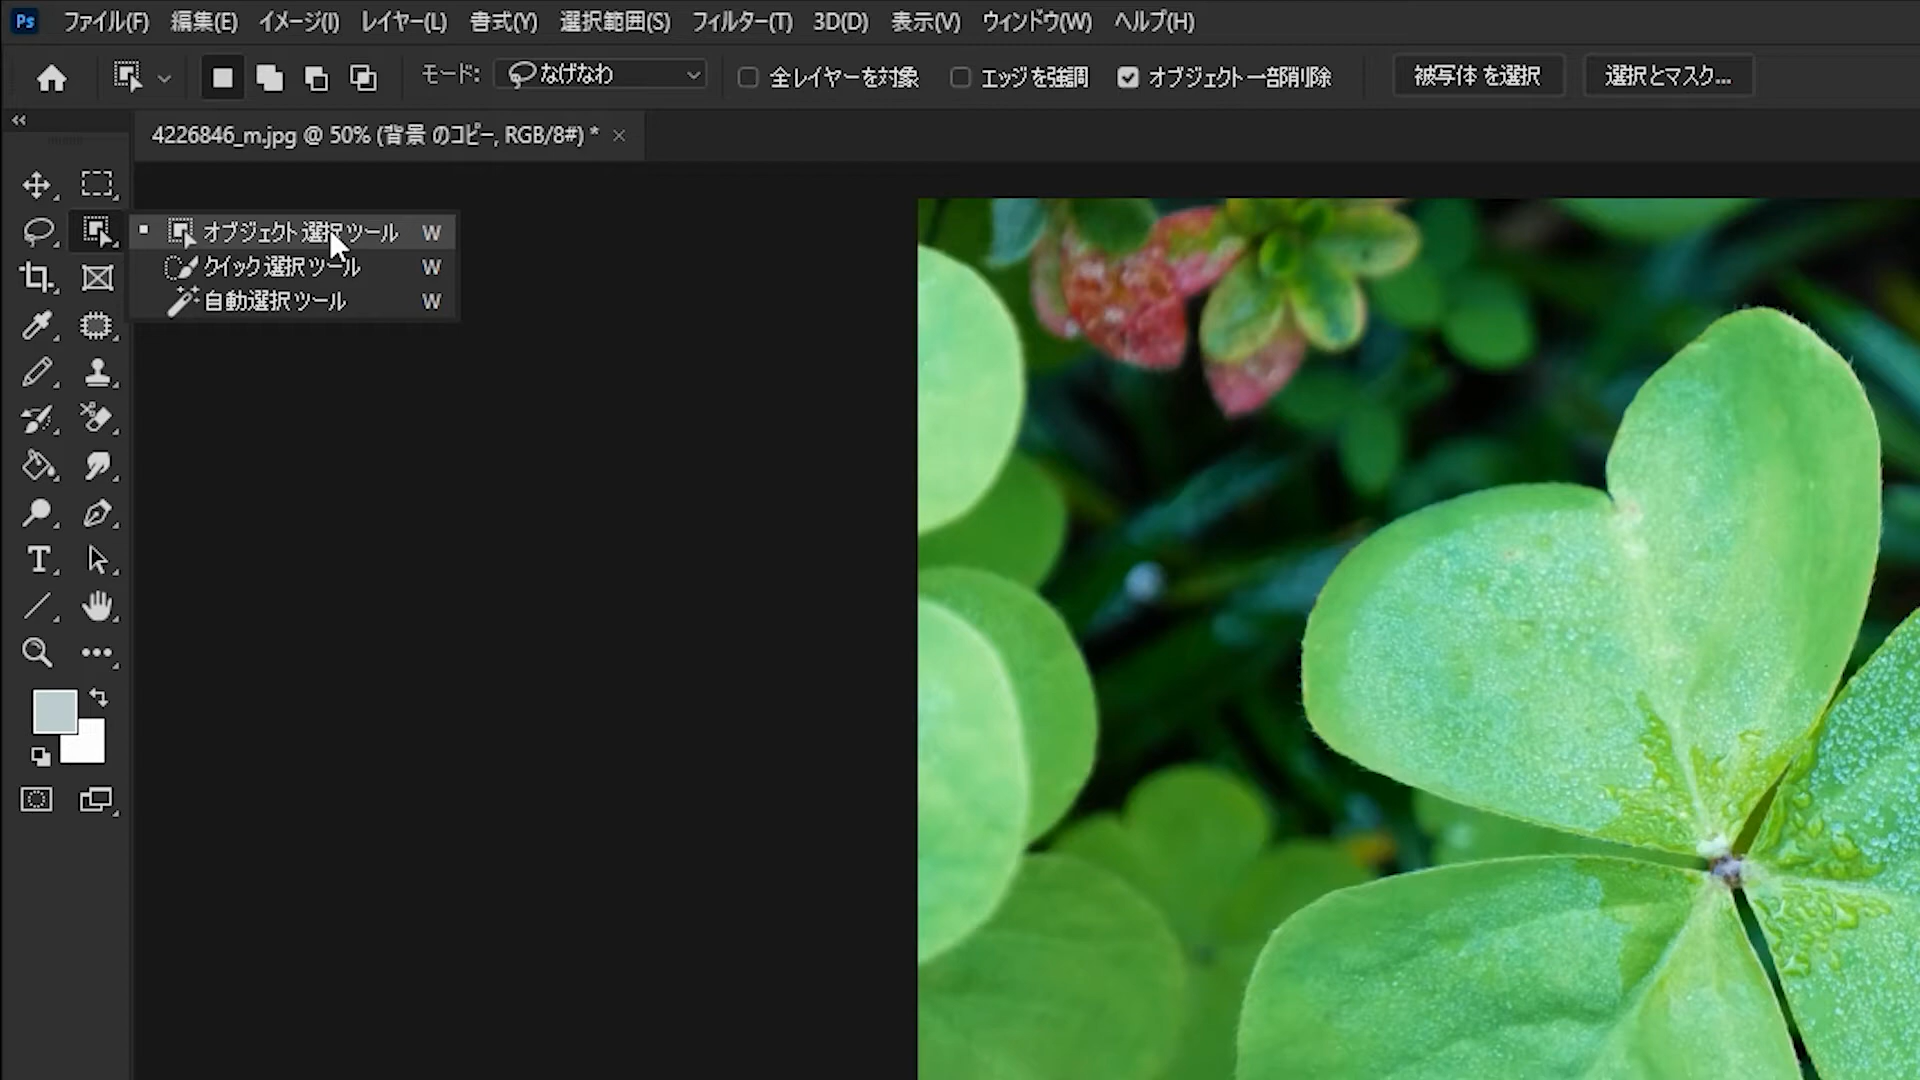 Ps ファイル(F) 編集(E) イメージ(I) レイヤー(L) 書式(Y) 選択範囲(S) フィルター(T) 3D(D) 表示(V) ウィンドウ(W) ヘルプ(H)
モード: なげなわ 全レイヤーを対象 エッジを強調 オブジェクト一部削除 被写体 を選択 選択とマスク...
4226846_m.jpg @ 50% (背景 のコピー, RGB/8#) * ×
オブジェクト選択ツール W
クイック選択ツール W
自動選択ツール W
T